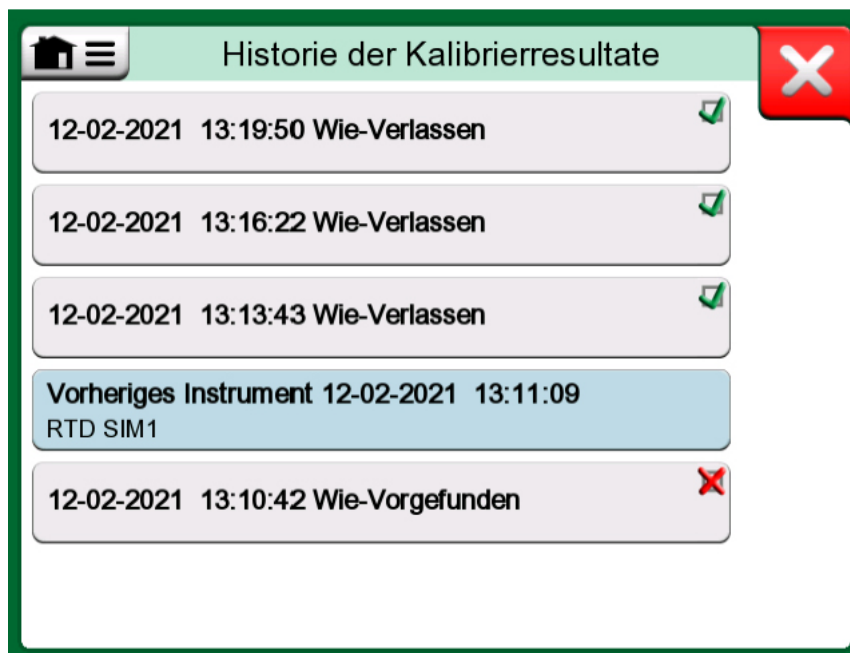 Historie der Kalibrierresultate
12-02-2021 13:19:50 Wie-Verlassen
12-02-2021 13:16:22 Wie-Verlassen
12-02-2021 13:13:43 Wie-Verlassen
Vorheriges Instrument 12-02-2021 13:11:09
RTD SIM1
12-02-2021 13:10:42 Wie-Vorgefunden